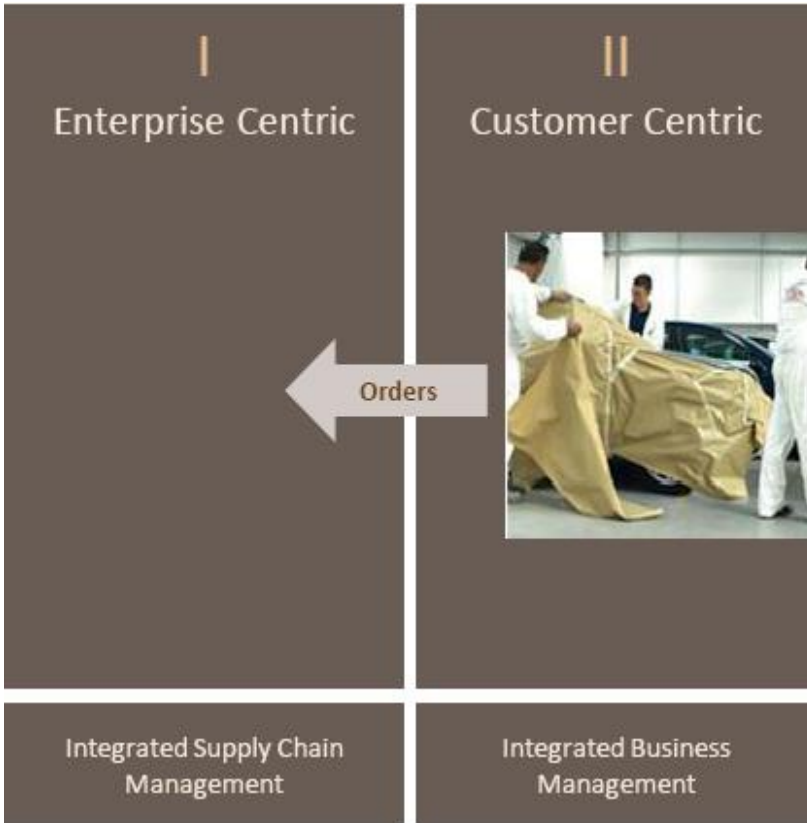 I
Enterprise Centric
II
Customer Centric
Orders
Integrated Supply Chain
Management
Integrated Business
Management